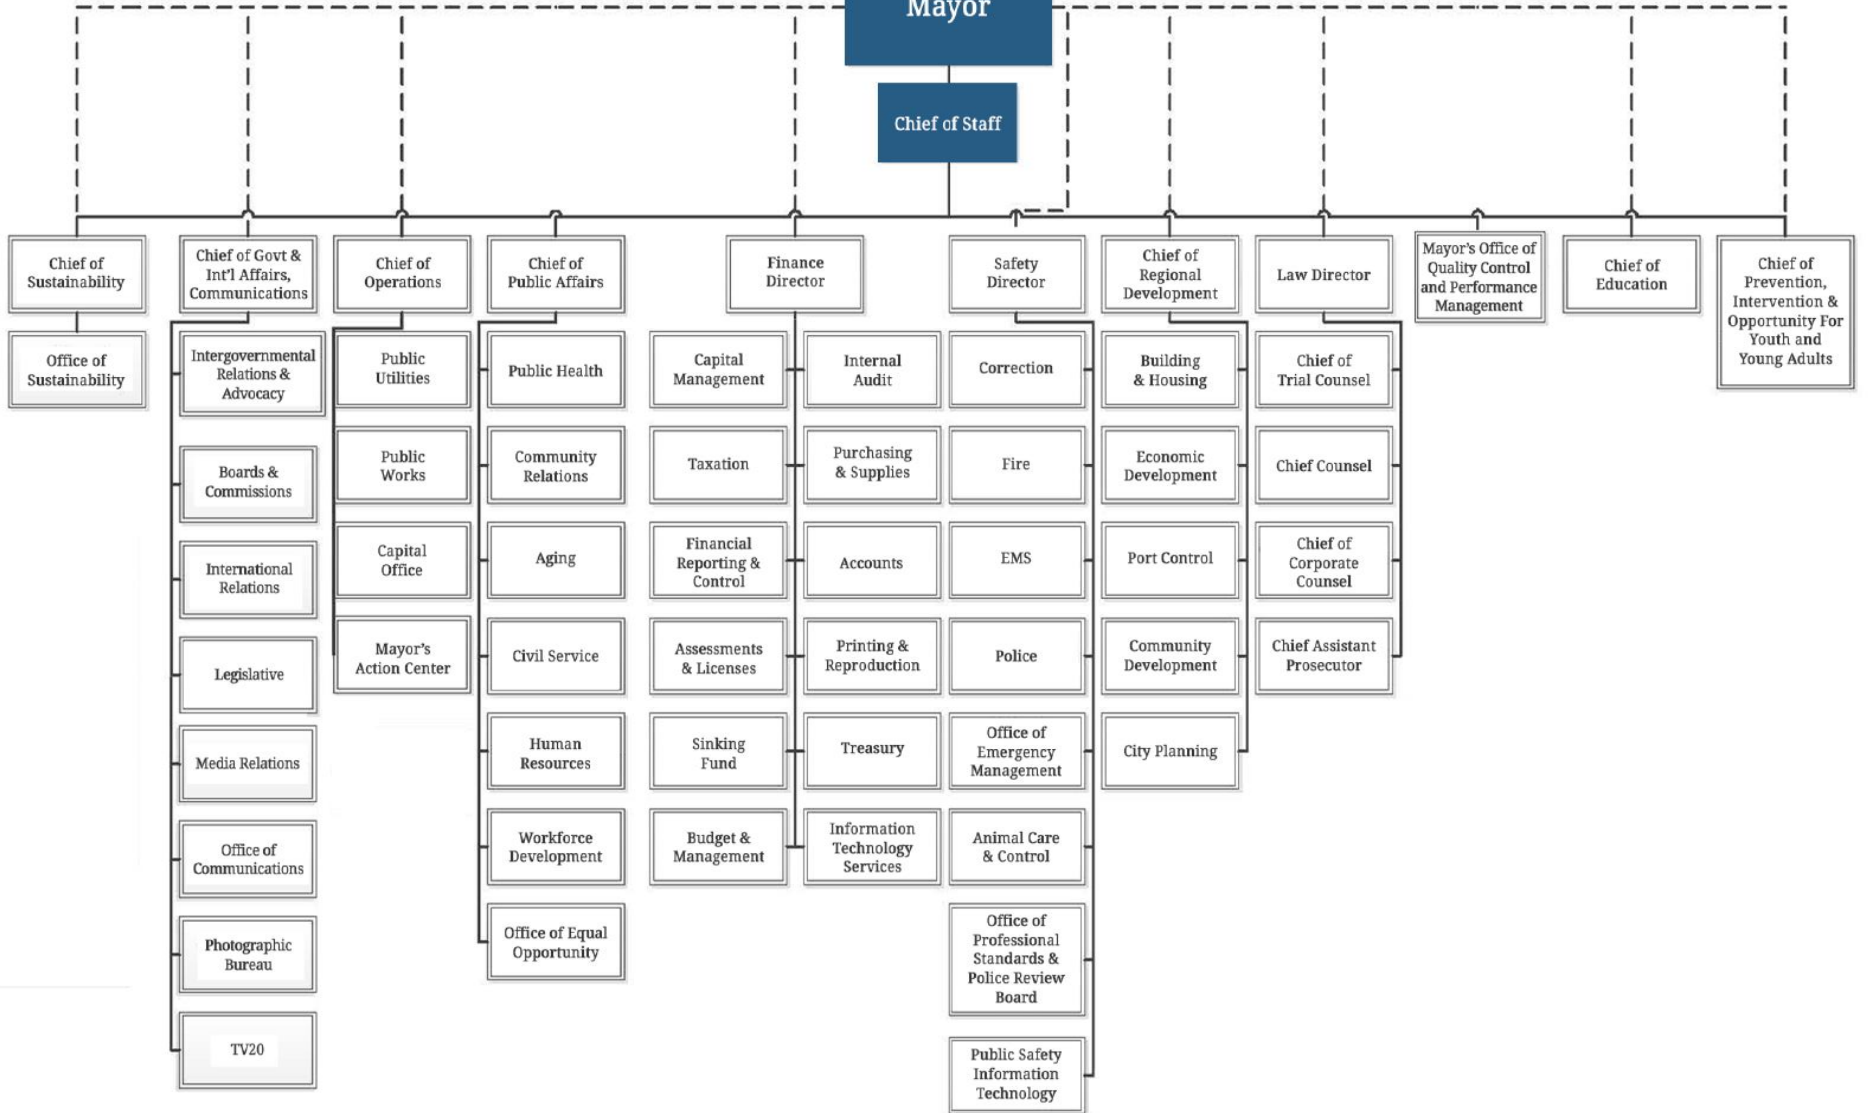 Mayor
Chief of Staff
Chief of
Sustainability
Office of
Sustainability
Chief of Govt &
Int'l Affairs,
Communications
Intergovernmental
Relations &
Advocacy
Boards &
Commissions
International
Relations
Legislative
Media Relations
Office of
Communications
Photographic
Bureau
TV20
Chief of
Operations
Public
Utilities
Public
Works
Capital
Office
Mayor's
Action Center
Chief of
Public Affairs
Public Health
Community
Relations
Aging
Civil Service
Human
Resources
Workforce
Development
Office of Equal
Opportunity
Finance
Director
Capital
Management
Taxation
Financial
Reporting &
Control
Assessments
& Licenses
Sinking
Fund
Budget &
Management
Internal
Audit
Purchasing
& Supplies
Accounts
Printing &
Reproduction
Treasury
Information
Technology
Services
Safety
Director
Correction
Fire
EMS
Police
Office of
Emergency
Management
Animal Care
& Control
Office of
Professional
Standards &
Police Review
Board
Public Safety
Information
Technology
Chief of
Regional
Development
Building
& Housing
Economic
Development
Port Control
Community
Development
City Planning
Law Director
Chief of
Trial Counsel
Chief Counsel
Chief of
Corporate
Counsel
Chief Assistant
Prosecutor
Mayor's Office of
Quality Control
and Performance
Management
Chief of
Education
Chief of
Prevention,
Intervention &
Opportunity For
Youth and
Young Adults